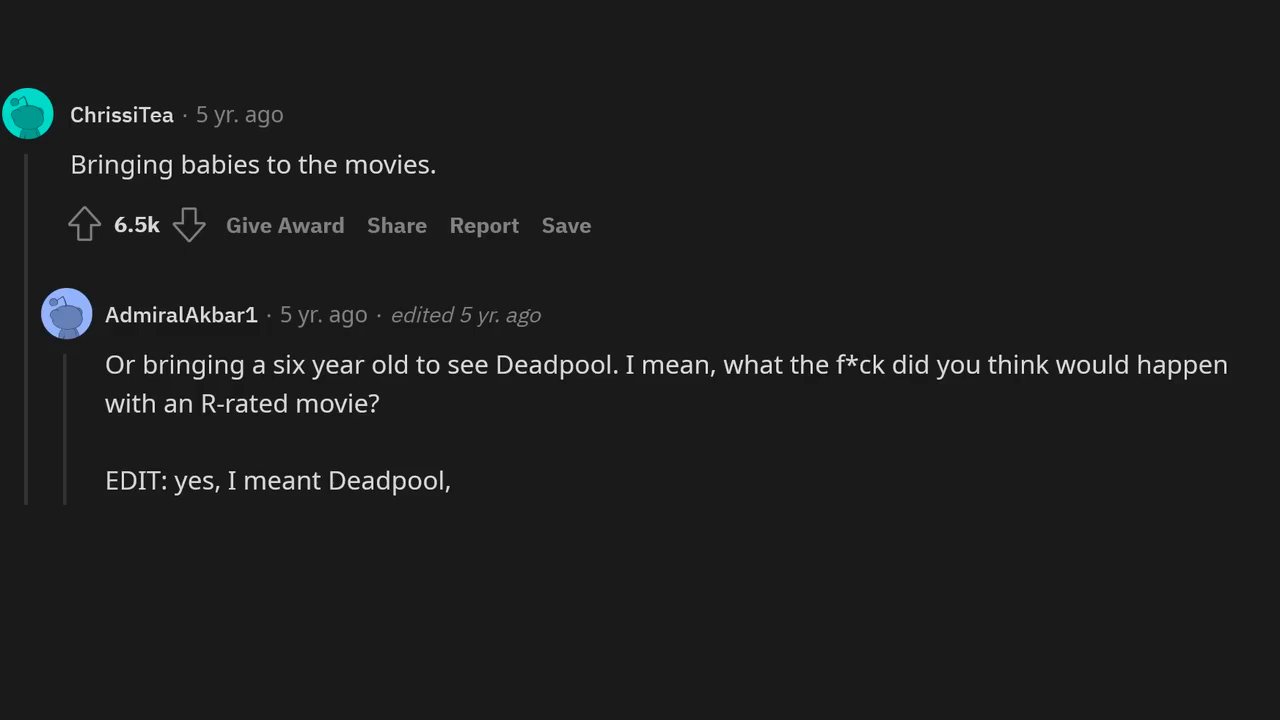 ChrissiTea · 5 yr. ago
Bringing babies to the movies.
6.5k Give Award Share Report Save
AdmiralAkbar1 · 5 yr. ago · edited 5 yr. ago
Or bringing a six year old to see Deadpool. I mean, what the f*ck did you think would happen
with an R-rated movie?
EDIT: yes, I meant Deadpool,